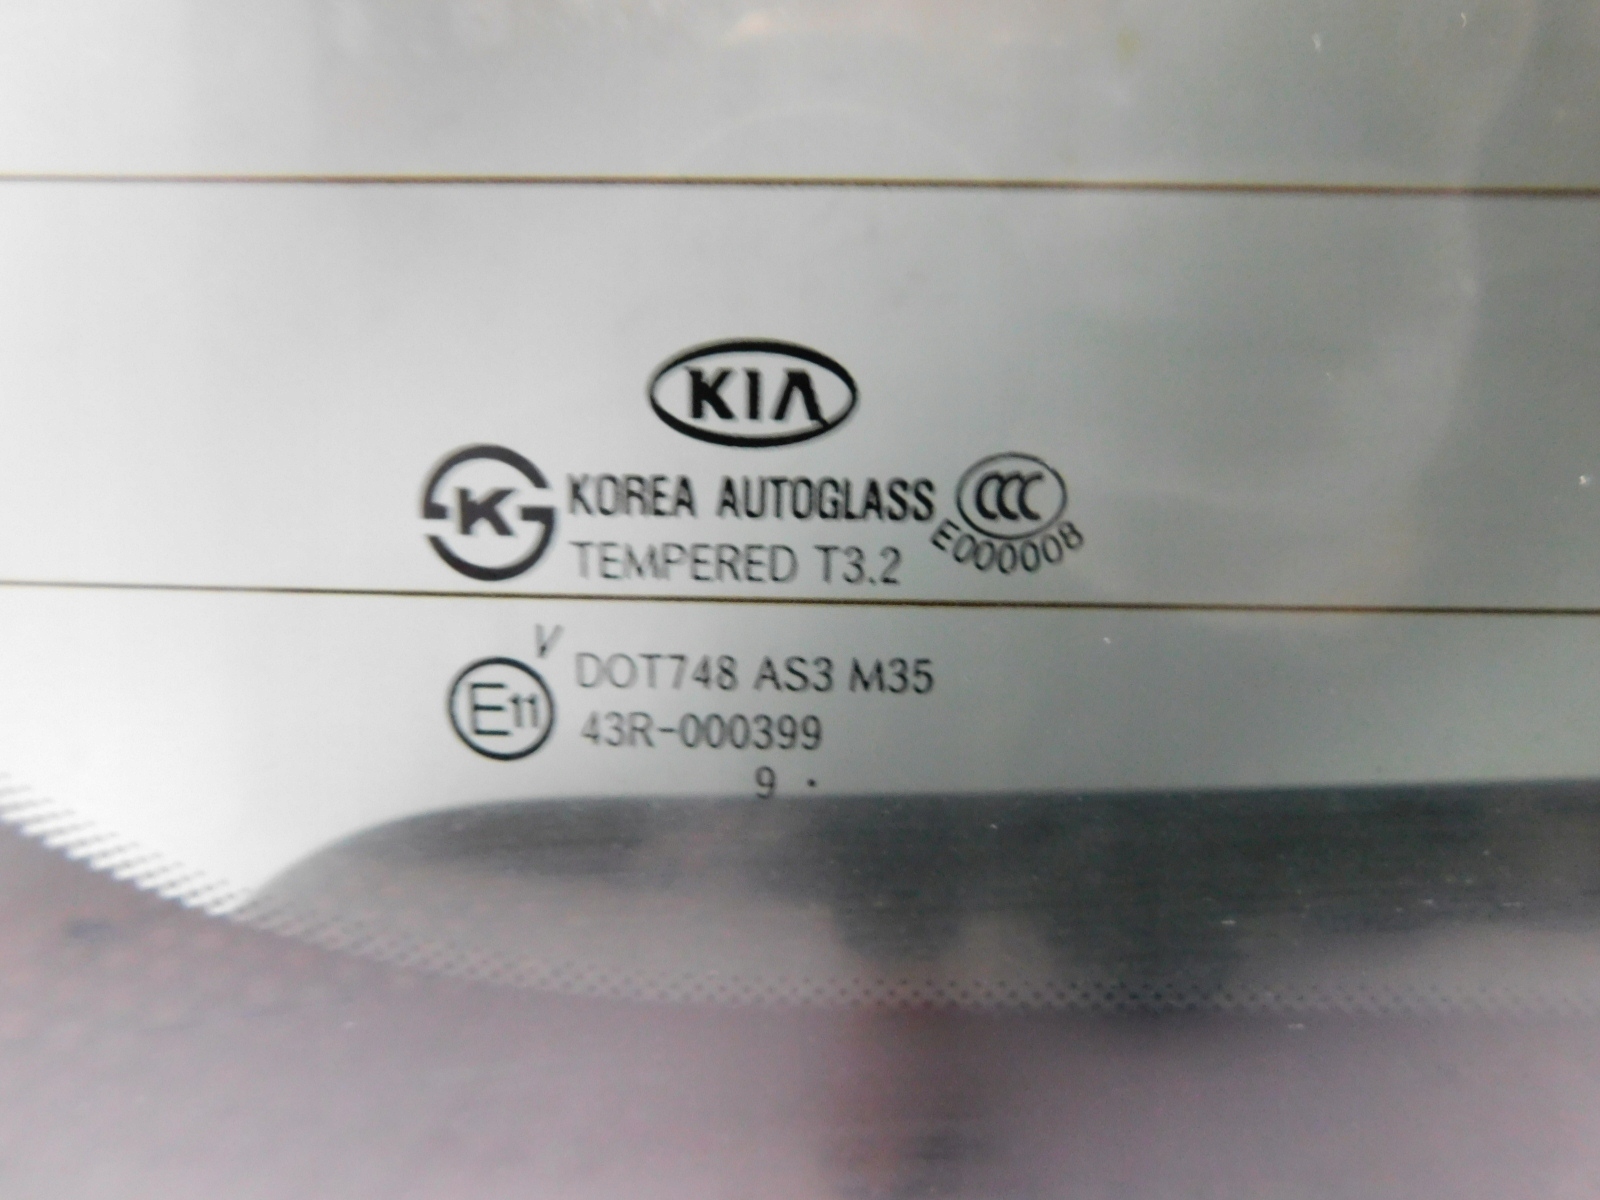 KIA
K KOREA AUTOGLASS CCC
TEMPERED T3.2 E000008
V
DOT748 AS3 M35
E11 43R-000399
9 .